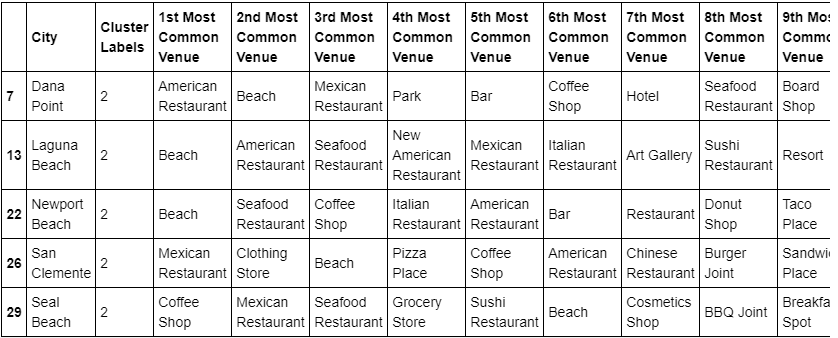 City Cluster Labels 1st Most Common Venue 2nd Most Common Venue 3rd Most Common Venue 4th Most Common Venue 5th Most Common Venue 6th Most Common Venue 7th Most Common Venue 8th Most Common Venue 9th Mos Commo Venue
7 Dana Point 2 American Restaurant Beach Mexican Restaurant Park Bar Coffee Shop Hotel Seafood Restaurant Board Shop
13 Laguna Beach 2 Beach American Restaurant Seafood Restaurant New American Restaurant Mexican Restaurant Italian Restaurant Art Gallery Sushi Restaurant Resort
22 Newport Beach 2 Beach Seafood Restaurant Coffee Shop Italian Restaurant American Restaurant Bar Restaurant Donut Shop Taco Place
26 San Clemente 2 Mexican Restaurant Clothing Store Beach Pizza Place Coffee Shop American Restaurant Chinese Restaurant Burger Joint Sandwi Place
29 Seal Beach 2 Coffee Shop Mexican Restaurant Seafood Restaurant Grocery Store Sushi Restaurant Beach Cosmetics Shop BBQ Joint Breakfa Spot